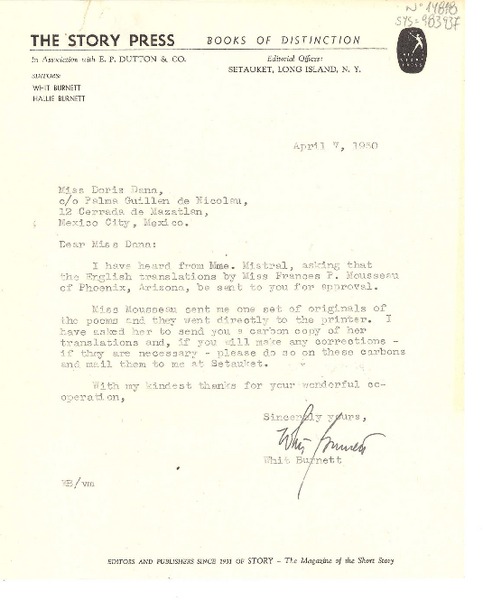 Nº 14818
SYS=983937
THE STORY PRESS BOOKS OF DISTINCTION
In Association with E. P. DUTTON & CO.
Editorial Offices:
SETAUKET, LONG ISLAND, N. Y.
EDITORS:
WHIT BURNETT
HALLIE BURNETT
April 7, 1950
Miss Doris Dana,
c/o Palma Guillen de Nicolau,
12 Cerrada de Mazatlan,
Mexico City, Mexico.
Dear Miss Dana:
I have heard from Mme. Mistral, asking that
the English translations by Miss Frances P. Mousseau
of Phoenix, Arizona, be sent to you for approval.
Miss Mousseau sent me one set of originals of
the poems and they went directly to the printer. I
have asked her to send you a carbon copy of her
translations and, if you will make any corrections -
if they are necessary - please do so on these carbons
and mail them to me at Setauket.
With my kindest thanks for your wonderful co-
operation,
Sincerely yours,
Whit Burnett
Whit Burnett
WB/wa
EDITORS AND PUBLISHERS SINCE 1931 OF STORY - The Magazine of the Short Story